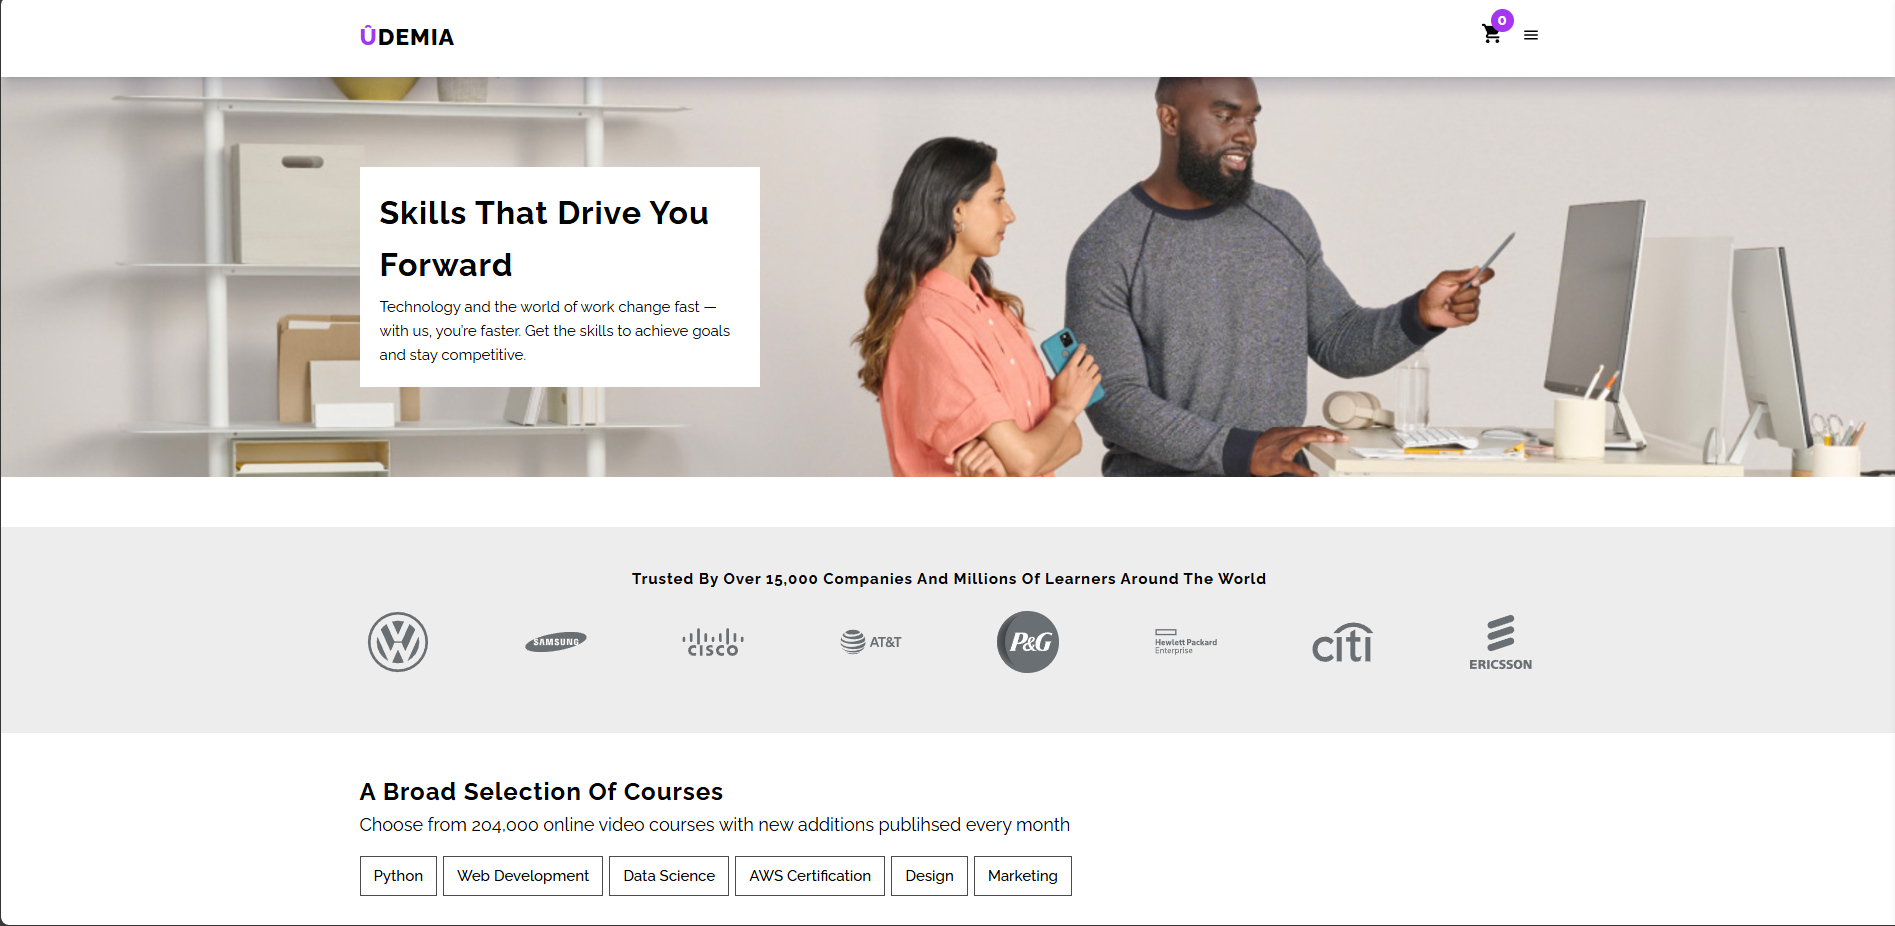 ÛDEMIA
0
Skills That Drive You
Forward
Technology and the world of work change fast —
with us, you're faster. Get the skills to achieve goals
and stay competitive.
Trusted By Over 15,000 Companies And Millions Of Learners Around The World
SAMSUNG
CISCO
AT&T
P&G
Hewlett Packard
Enterprise
citi
ERICSSON
A Broad Selection Of Courses
Choose from 204,000 online video courses with new additions publihsed every month
Python
Web Development
Data Science
AWS Certification
Design
Marketing